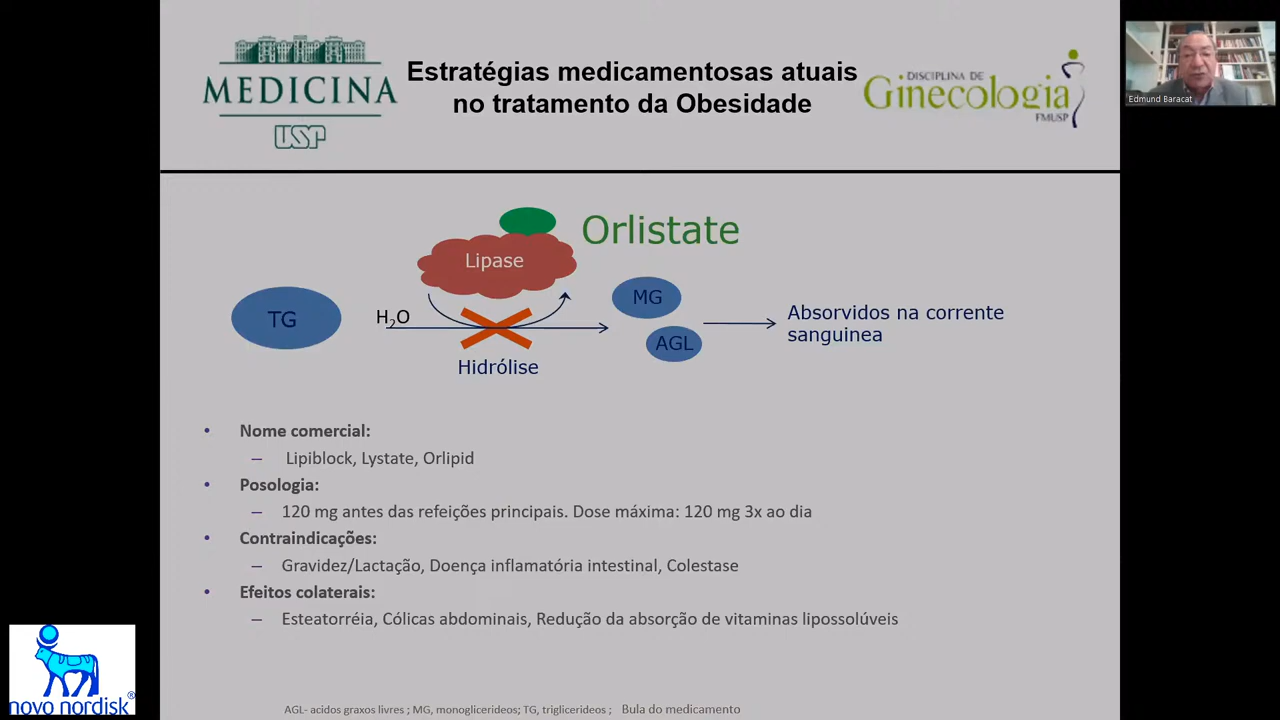 MEDICINA
USP
Estratégias medicamentosas atuais
no tratamento da Obesidade
DISCIPLINA DE
Ginecologia
FMUSP
Edmund Baracat
Orlistate
Lipase
TG
H₂O
MG
AGL
Absorvidos na corrente
sanguinea
Hidrólise
• Nome comercial:
– Lipiblock, Lystate, Orlipid
• Posologia:
– 120 mg antes das refeições principais. Dose máxima: 120 mg 3x ao dia
• Contraindicações:
– Gravidez/Lactação, Doença inflamatória intestinal, Colestase
• Efeitos colaterais:
– Esteatorréia, Cólicas abdominais, Redução da absorção de vitaminas lipossolúveis
novo nordisk®
AGL- acidos graxos livres ; MG, monoglicerideos; TG, triglicerideos ; Bula do medicamento